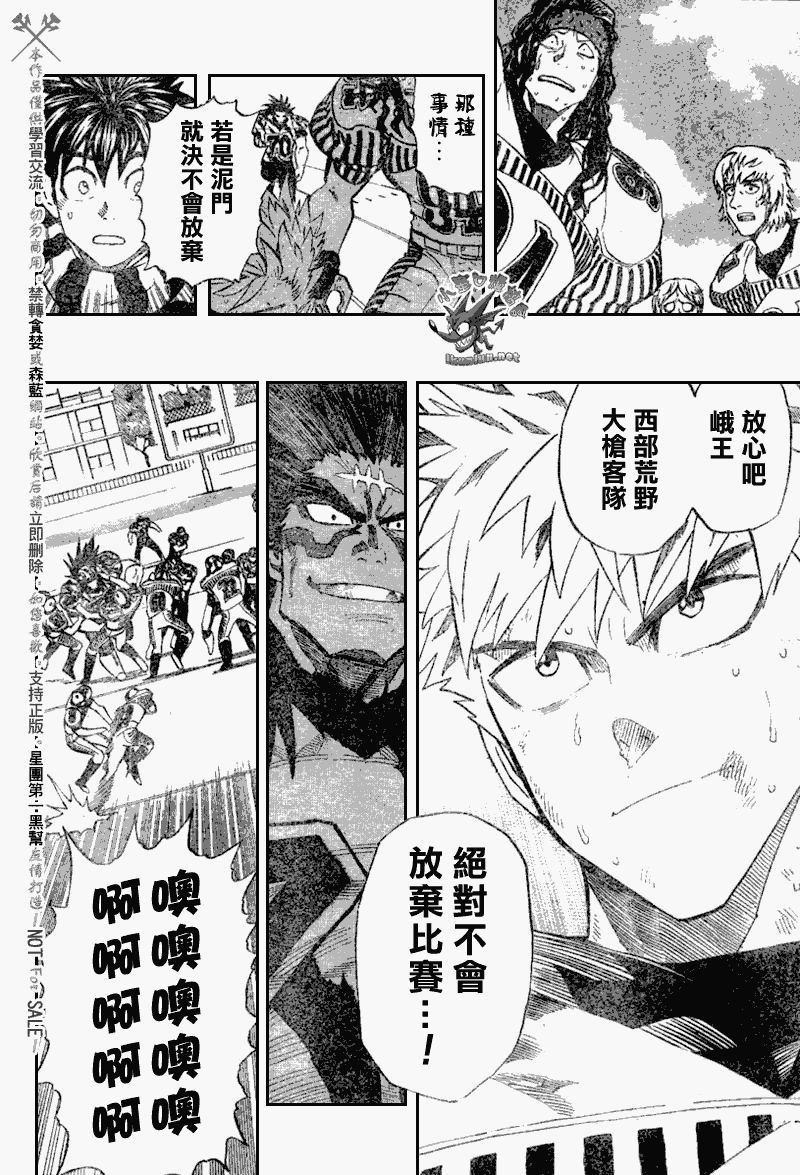 那種
事情…
若是泥門
就決不會放棄
放心吧
峨王
西部荒野
大槍客隊
絕對不會
放棄比賽…！
噢噢噢噢噢
啊啊啊啊啊
本作品僅供學習交流。切勿商用。禁轉貪婪或森藍網站。欣賞后請立即刪除。如您喜歡。支持正版。星團第一黑幫友情打造—NOT For SALE—